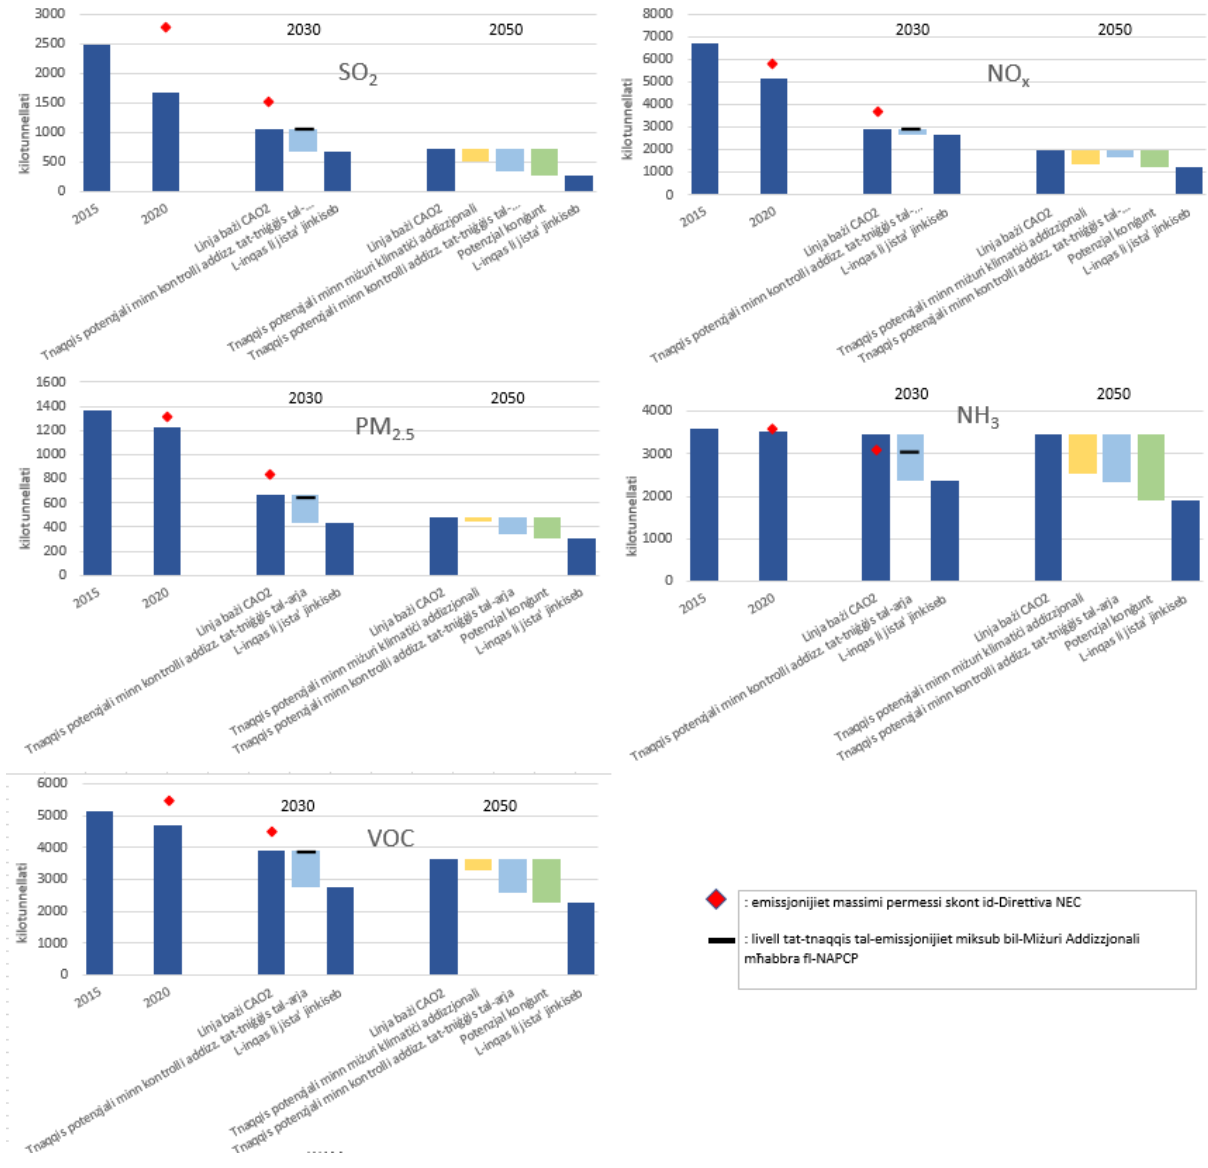 3000
2500
2000
1500
1000
500
0
kilotunnellati
2030
2050
SO2
2015
2020
Linja bażi CAO2
Tnaqqis potenzjali minn kontrolli addizz. tat-tniġġis tal-...
L-inqas li jista' jinkiseb
Linja bażi CAO2
Tnaqqis potenzjali minn miżuri klimatiċi addizzjonali
Tnaqqis potenzjali minn kontrolli addizz. tat-tniġġis tal-...
Potenzjal konġunt
L-inqas li jista' jinkiseb
8000
7000
6000
5000
4000
3000
2000
1000
0
kilotunnellati
2030
2050
NOx
2015
2020
Linja bażi CAO2
Tnaqqis potenzjali minn kontrolli addizz. tat-tniġġis tal-...
L-inqas li jista' jinkiseb
Linja bażi CAO2
Tnaqqis potenzjali minn miżuri klimatiċi addizzjonali
Tnaqqis potenzjali minn kontrolli addizz. tat-tniġġis tal-...
Potenzjal konġunt
L-inqas li jista' jinkiseb
1600
1400
1200
1000
800
600
400
200
0
kilotunnellati
2030
2050
PM2.5
2015
2020
Linja bażi CAO2
Tnaqqis potenzjali minn kontrolli addizz. tat-tniġġis tal-arja
L-inqas li jista' jinkiseb
Linja bażi CAO2
Tnaqqis potenzjali minn miżuri klimatiċi addizzjonali
Tnaqqis potenzjali minn kontrolli addizz. tat-tniġġis tal-arja
Potenzjal konġunt
L-inqas li jista' jinkiseb
4000
3000
2000
1000
0
kilotunnellati
2030
2050
NH3
2015
2020
Linja bażi CAO2
Tnaqqis potenzjali minn kontrolli addizz. tat-tniġġis tal-arja
L-inqas li jista' jinkiseb
Linja bażi CAO2
Tnaqqis potenzjali minn miżuri klimatiċi addizzjonali
Tnaqqis potenzjali minn kontrolli addizz. tat-tniġġis tal-arja
Potenzjal konġunt
L-inqas li jista' jinkiseb
6000
5000
4000
3000
2000
1000
0
kilotunnellati
2030
2050
VOC
2015
2020
Linja bażi CAO2
Tnaqqis potenzjali minn kontrolli addizz. tat-tniġġis tal-arja
L-inqas li jista' jinkiseb
Linja bażi CAO2
Tnaqqis potenzjali minn miżuri klimatiċi addizzjonali
Tnaqqis potenzjali minn kontrolli addizz. tat-tniġġis tal-arja
Potenzjal konġunt
L-inqas li jista' jinkiseb
: emissjonijiet massimi permessi skont id-Direttiva NEC
: livell tat-tnaqqis tal-emissjonijiet miksub bil-Miżuri Addizzjonali
mħabbra fl-NAPCP